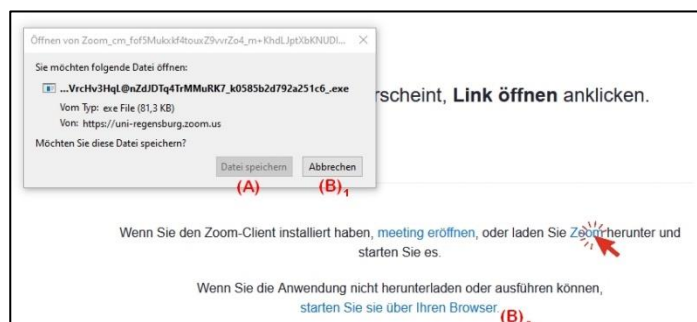 Öffnen von Zoom_cm_fof5Mukxkf4touxZ9vvrZo4_m+KhdLJptXbKNUDl...
Sie möchten folgende Datei öffnen:
...VrcHv3HqL@nZdJDTq4TrMMuRK7_k0585b2d792a251c6_.exe
Vom Typ: exe File (81,3 KB)
Von: https://uni-regensburg.zoom.us
Möchten Sie diese Datei speichern?
Datei speichern Abbrechen
(A) (B)1
rscheint, Link öffnen anklicken.
Wenn Sie den Zoom-Client installiert haben, meeting eröffnen, oder laden Sie Zoom herunter und
starten Sie es.
Wenn Sie die Anwendung nicht herunterladen oder ausführen können,
starten Sie sie über Ihren Browser. (B)